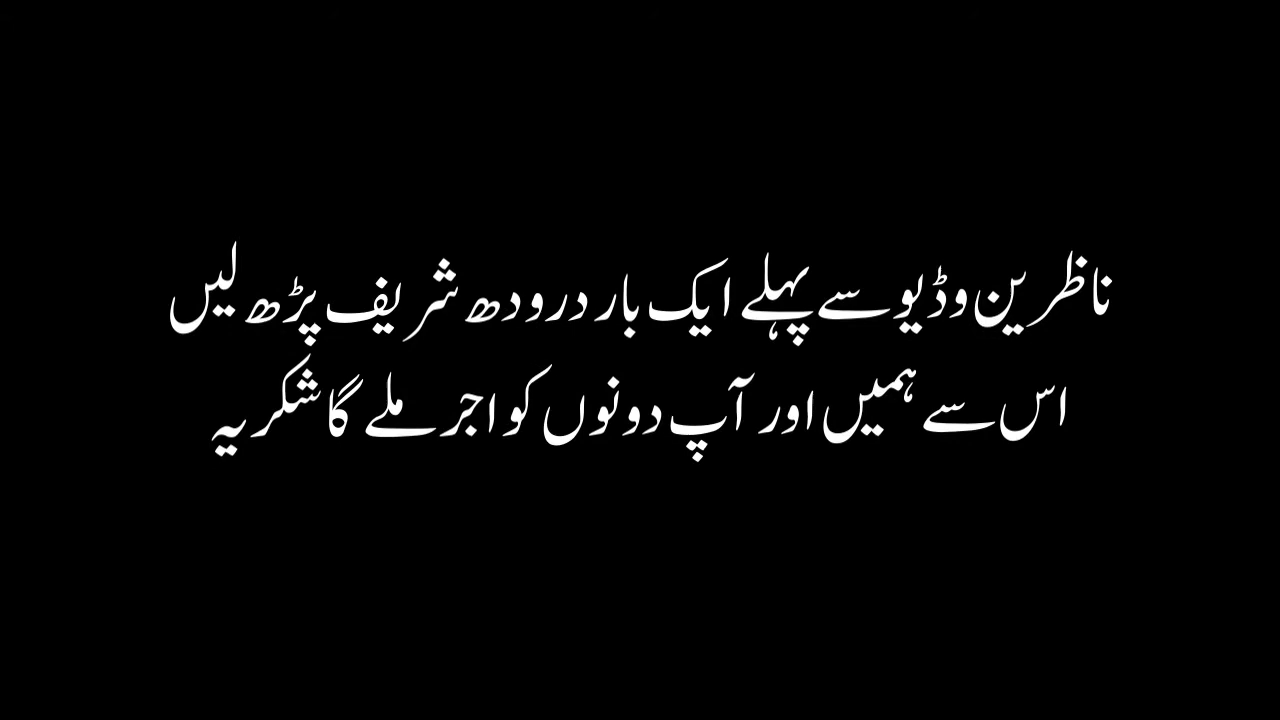 ناظرین وڈیو سے پہلے ایک بار درودھ شریف پڑھ لیں
اس سے ہمیں اور آپ دونوں کو اجر ملے گا شکریہ